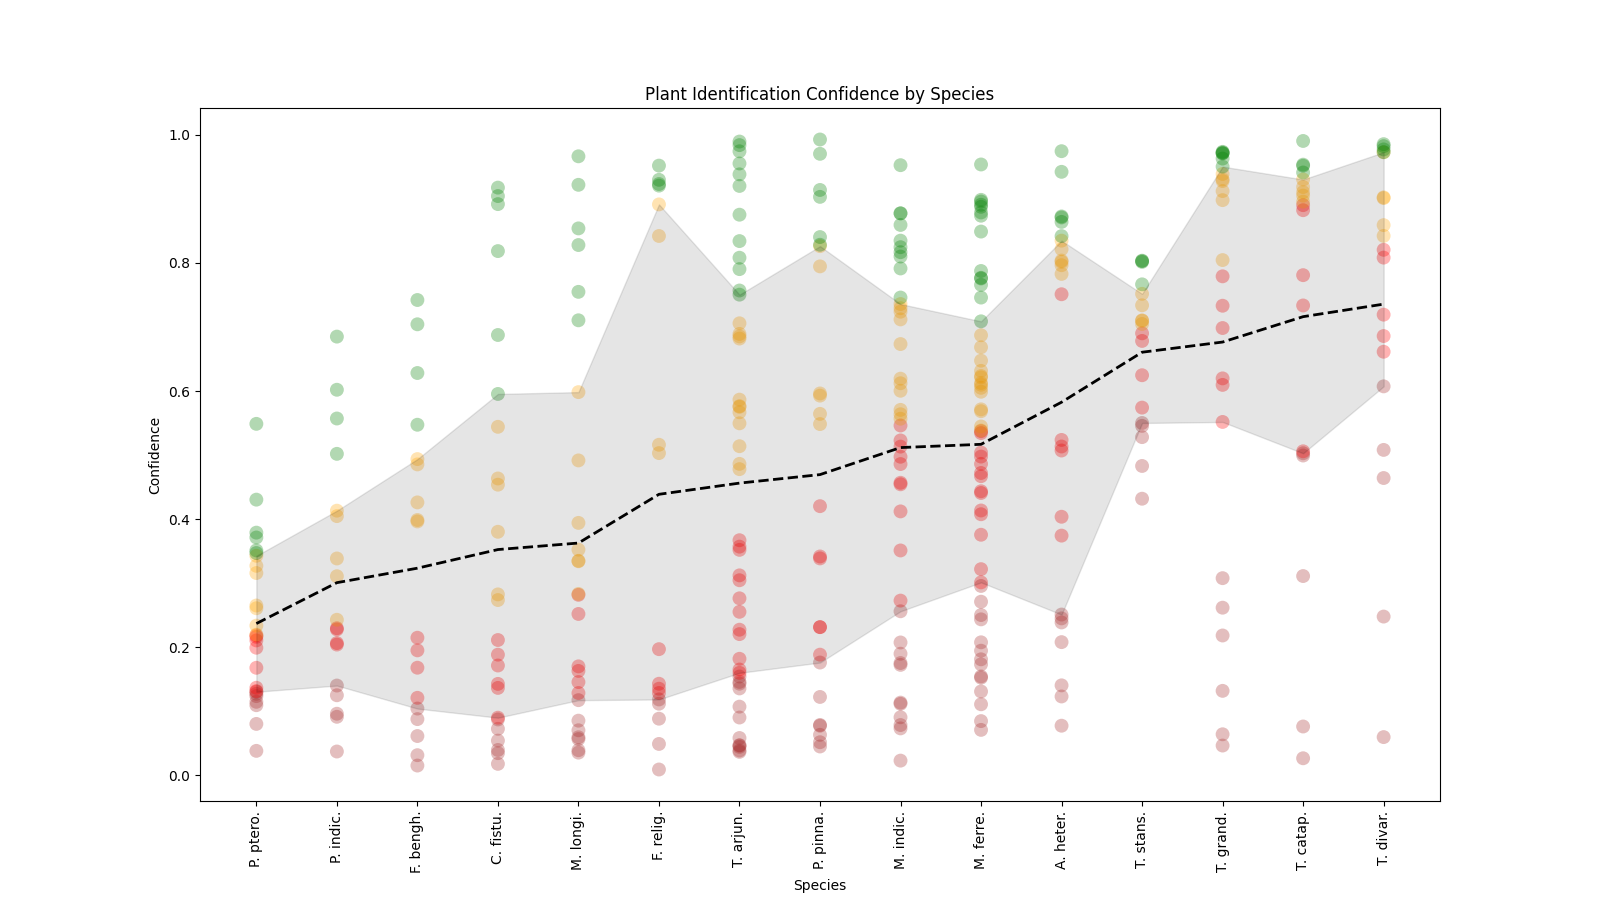 Plant Identification Confidence by Species
Confidence
1.0
0.8
0.6
0.4
0.2
0.0
P. ptero.
P. indic.
F. bengh.
C. fistu.
M. longi.
F. relig.
T. arjun.
P. pinna.
M. indic.
M. ferre.
A. heter.
T. stans.
T. grand.
T. catap.
T. divar.
Species